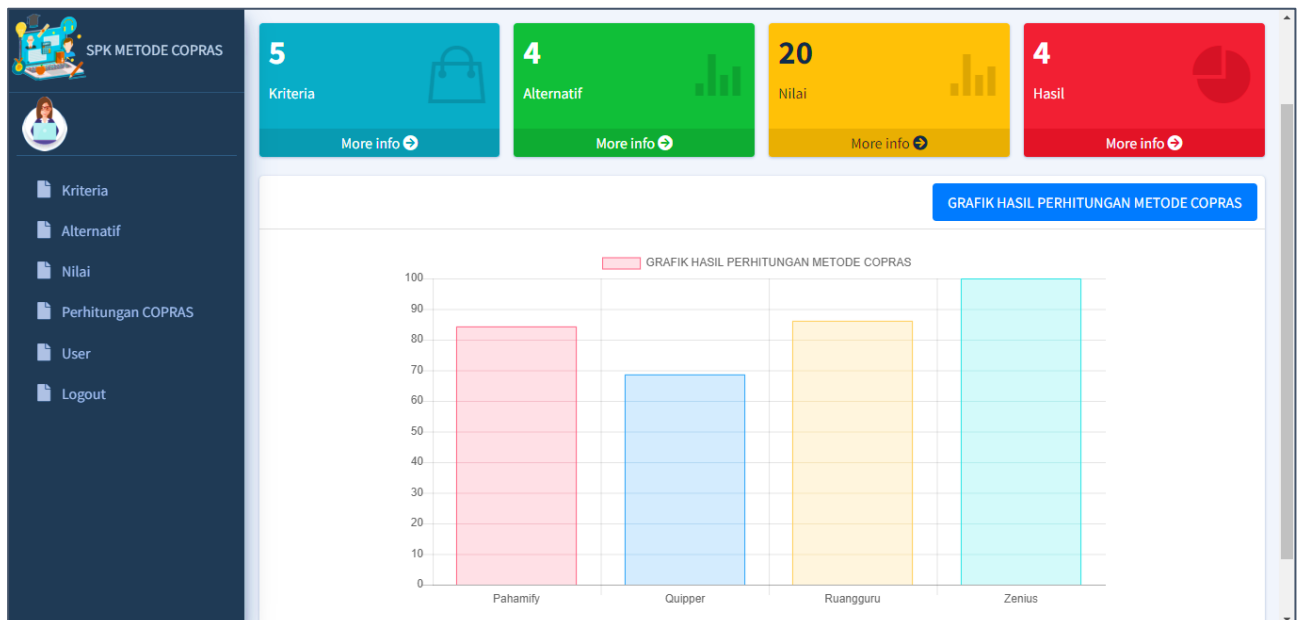 SPK METODE COPRAS
Kriteria
Alternatif
Nilai
Perhitungan COPRAS
User
Logout
5
Kriteria
More info
4
Alternatif
More info
20
Nilai
More info
4
Hasil
More info
GRAFIK HASIL PERHITUNGAN METODE COPRAS
GRAFIK HASIL PERHITUNGAN METODE COPRAS
100
90
80
70
60
50
40
30
20
10
0
Pahamify
Quipper
Ruangguru
Zenius